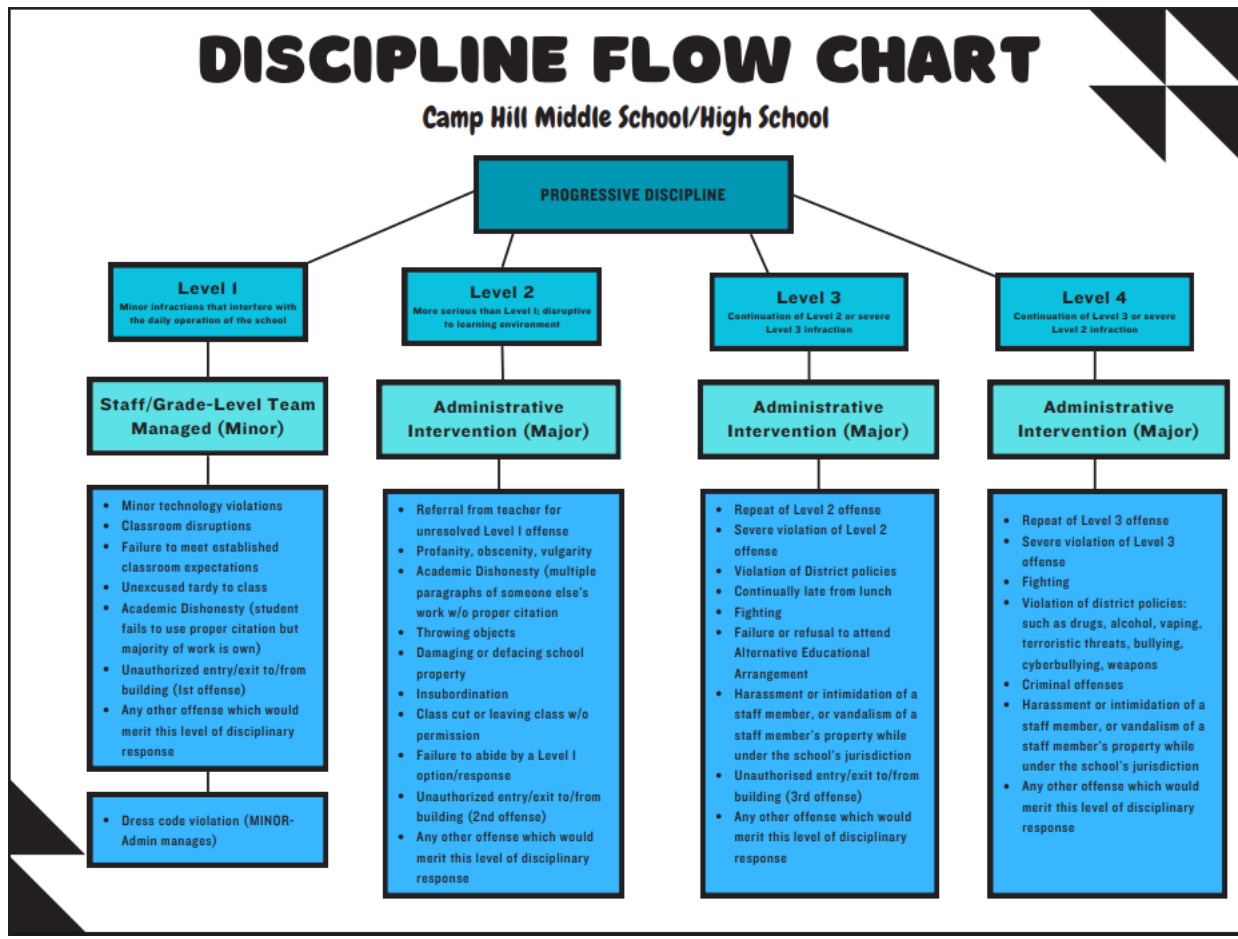 DISCIPLINE FLOW CHART
Camp Hill Middle School/High School
PROGRESSIVE DISCIPLINE
Level 1
Minor infractions that interfere with
the daily operation of the school
Staff/Grade-Level Team
Managed (Minor)
• Minor technology violations
• Classroom disruptions
• Failure to meet established
classroom expectations
• Unexcused tardy to class
• Academic Dishonesty (student
fails to use proper citation but
majority of work is own)
• Unauthorized entry/exit to/from
building (1st offense)
• Any other offense which would
merit this level of disciplinary
response
• Dress code violation (MINOR-
Admin manages)
Level 2
More serious than Level 1; disruptive
to learning environment
Administrative
Intervention (Major)
• Referral from teacher for
unresolved Level 1 offense
• Profanity, obscenity, vulgarity
• Academic Dishonesty (multiple
paragraphs of someone else's
work w/o proper citation
• Throwing objects
• Damaging or defacing school
property
• Insubordination
• Class cut or leaving class w/o
permission
• Failure to abide by a Level 1
option/response
• Unauthorized entry/exit to/from
building (2nd offense)
• Any other offense which would
merit this level of disciplinary
response
Level 3
Continuation of Level 2 or severe
Level 3 infraction
Administrative
Intervention (Major)
• Repeat of Level 2 offense
• Severe violation of Level 2
offense
• Violation of District policies
• Continually late from lunch
• Fighting
• Failure or refusal to attend
Alternative Educational
Arrangement
• Harassment or intimidation of a
staff member, or vandalism of a
staff member's property while
under the school's jurisdiction
• Unauthorised entry/exit to/from
building (3rd offense)
• Any other offense which would
merit this level of disciplinary
response
Level 4
Continuation of Level 3 or severe
Level 2 infraction
Administrative
Intervention (Major)
• Repeat of Level 3 offense
• Severe violation of Level 3
offense
• Fighting
• Violation of district policies:
such as drugs, alcohol, vaping,
terroristic threats, bullying,
cyberbullying, weapons
• Criminal offenses
• Harassment or intimidation of a
staff member, or vandalism of a
staff member's property while
under the school's jurisdiction
• Any other offense which would
merit this level of disciplinary
response